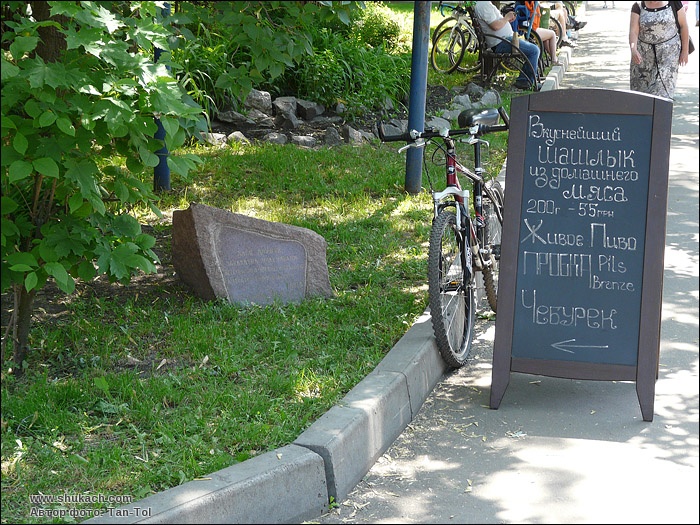 Вкуснейший
Шашлык
из домашнего
мяса
200г - 55грн
Живое Пиво
ПРОБКА Pils
Bronze
Чебурек
www.shukach.com
Автор фото: Tan-Tol